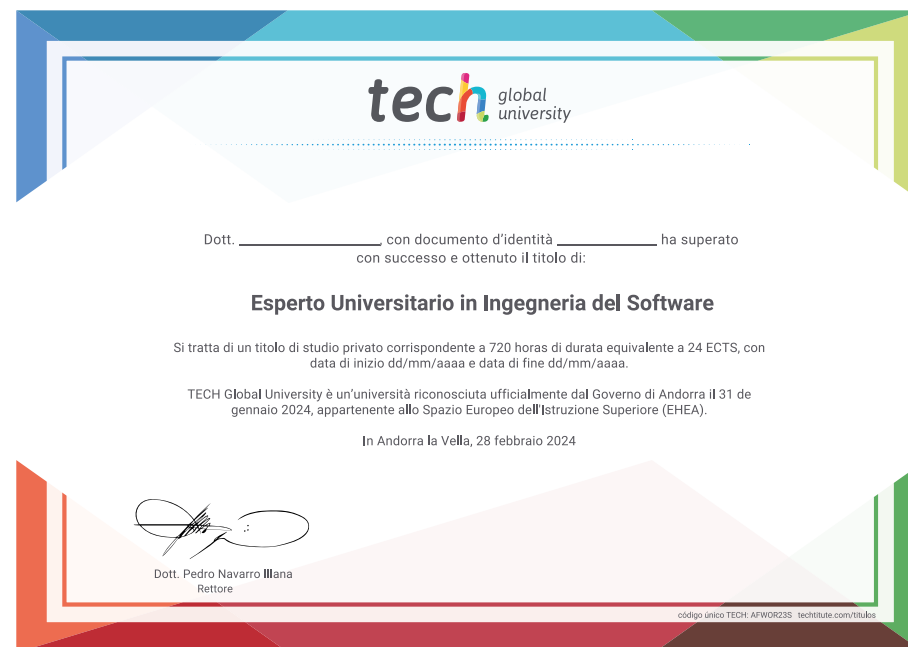 tech global university
Dott. ____________, con documento d'identità ____________ ha superato
con successo e ottenuto il titolo di:
Esperto Universitario in Ingegneria del Software
Si tratta di un titolo di studio privato corrispondente a 720 horas di durata equivalente a 24 ECTS, con
data di inizio dd/mm/aaaa e data di fine dd/mm/aaaa.
TECH Global University è un'università riconosciuta ufficialmente dal Governo di Andorra il 31 de
gennaio 2024, appartenente allo Spazio Europeo dell'Istruzione Superiore (EHEA).
In Andorra la Vella, 28 febbraio 2024
Dott. Pedro Navarro Illana
Rettore
código único TECH: AFWOR23S techtitute.com/titulos